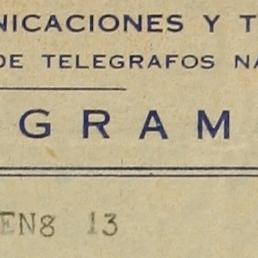 NICACIONES Y T
DE TELEGRAFOS NA
GRAM
EN8 13